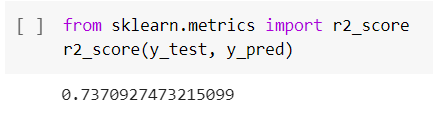 [ ] from sklearn.metrics import r2_score
r2_score(y_test, y_pred)
0.7370927473215099